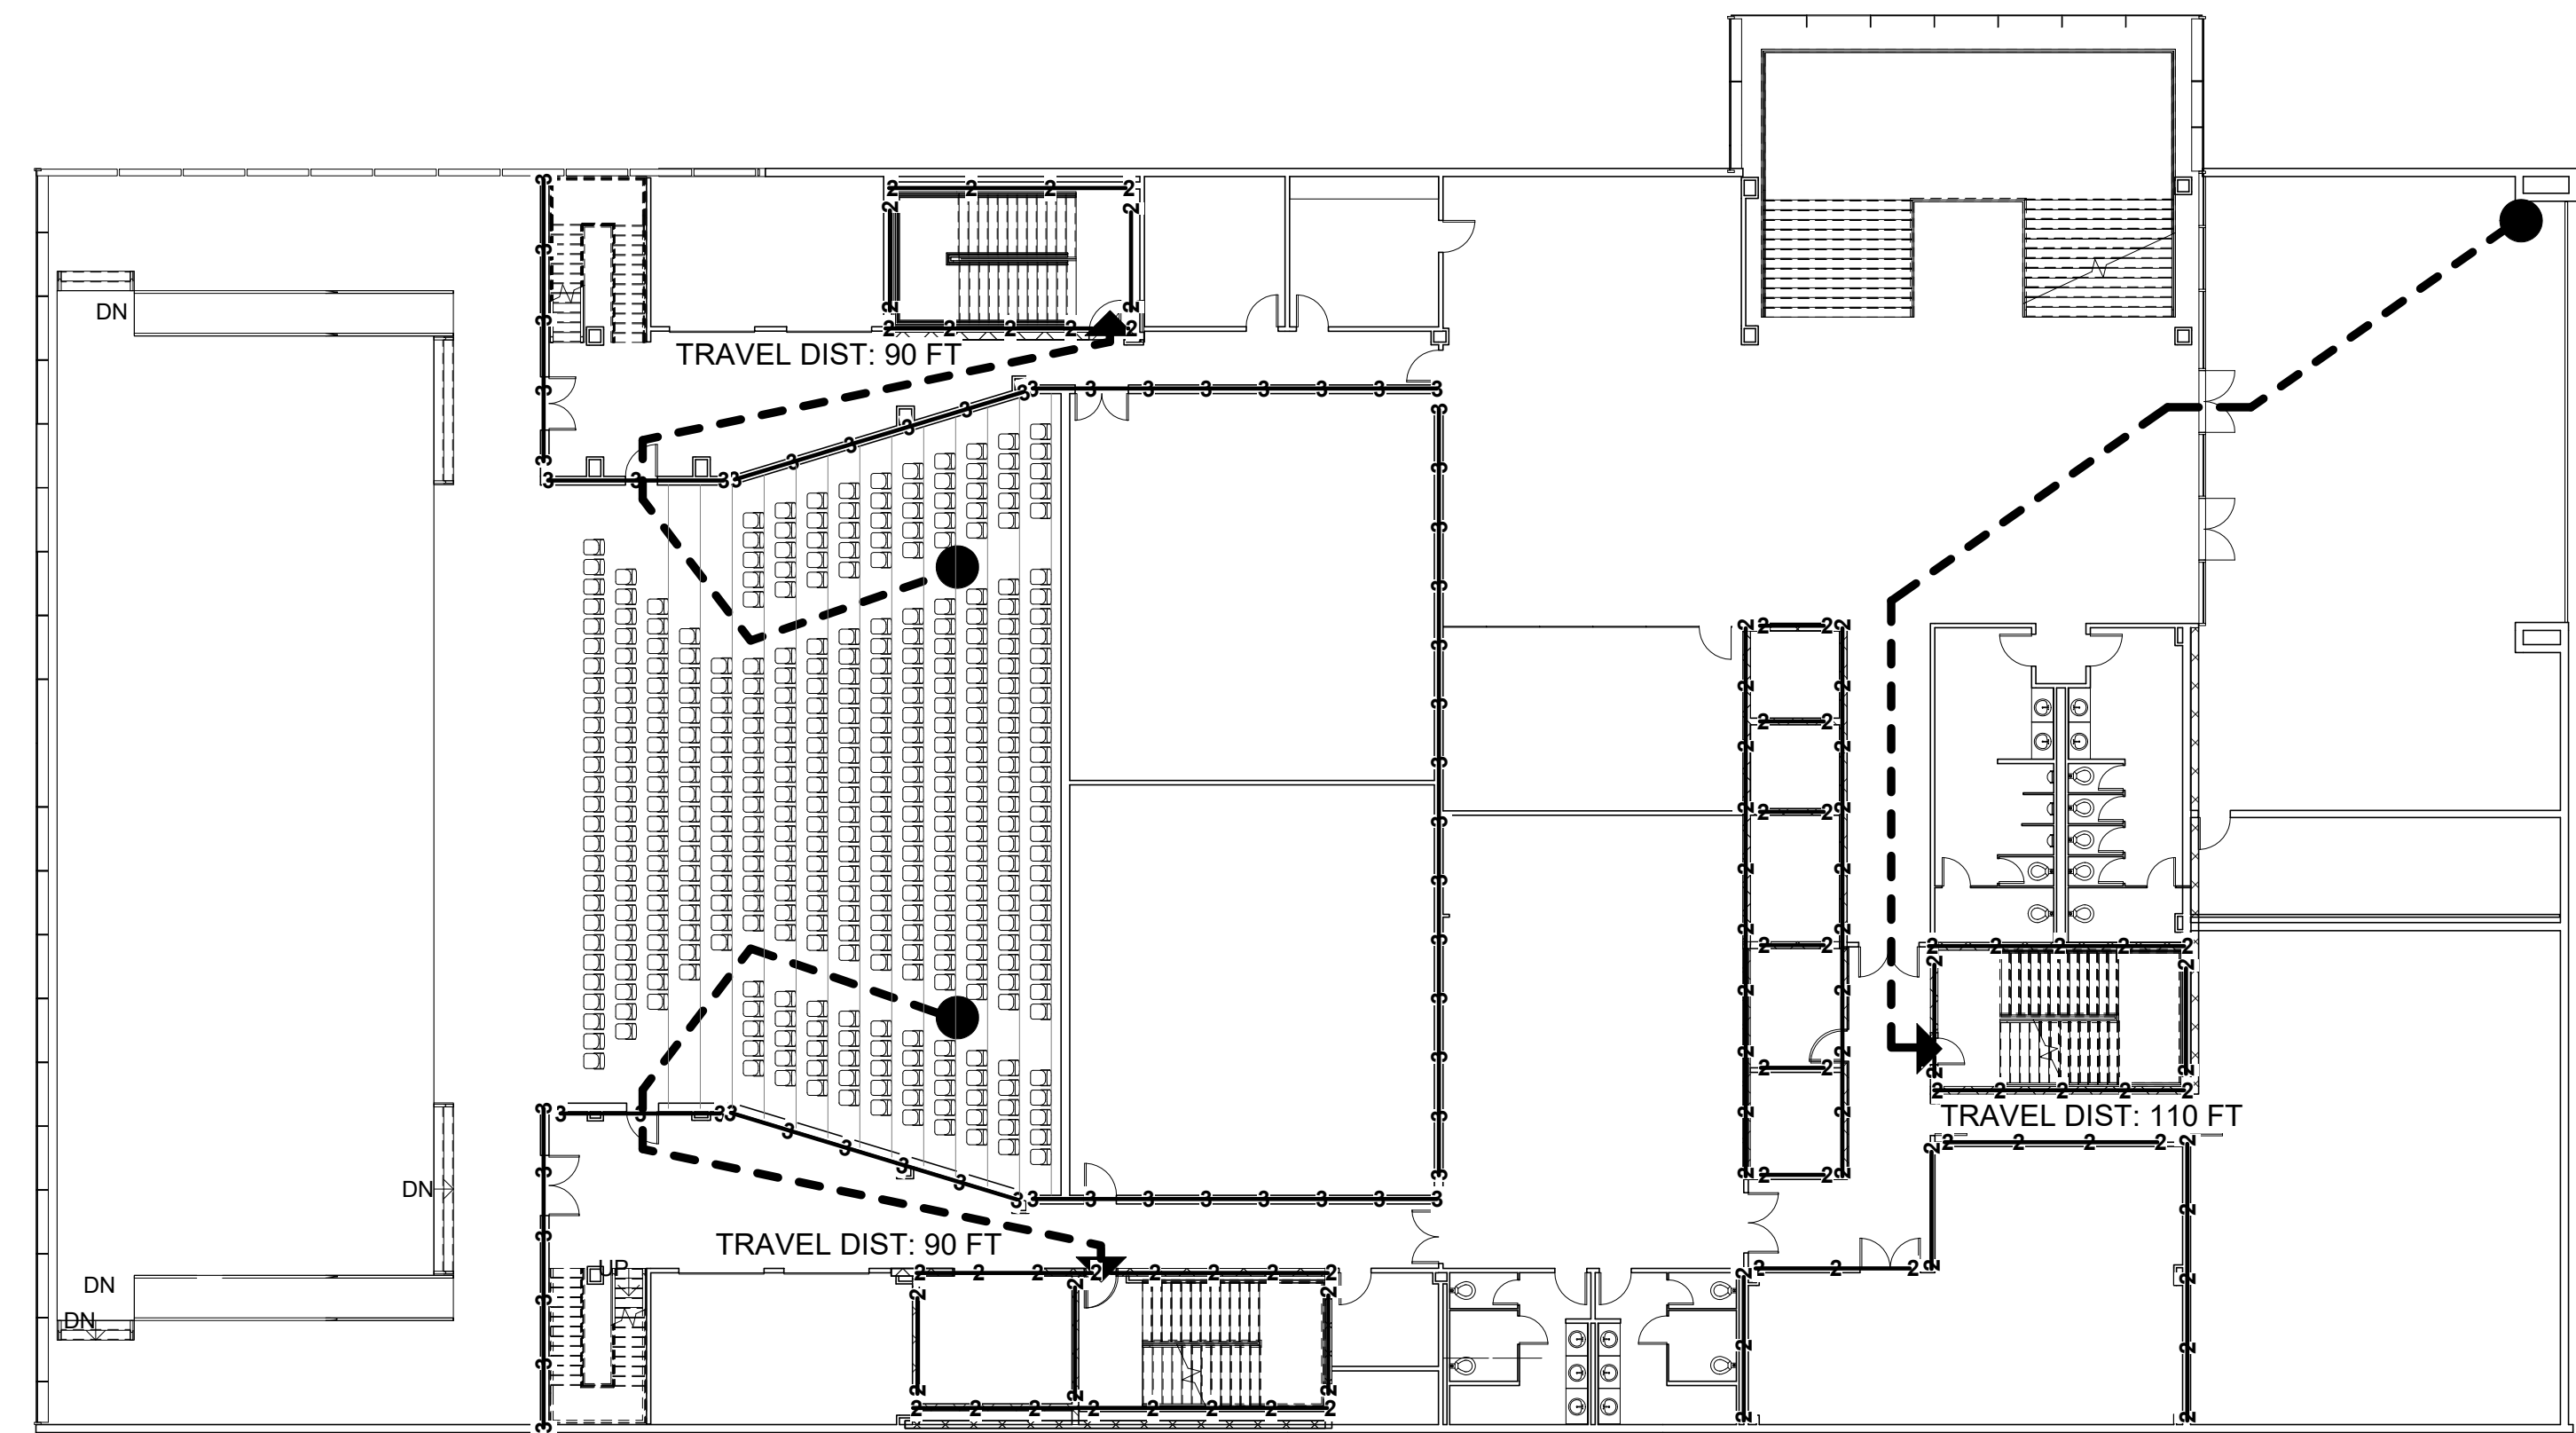 DN
TRAVEL DIST: 90 FT
TRAVEL DIST: 110 FT
DN
TRAVEL DIST: 90 FT
UP
DN
DN